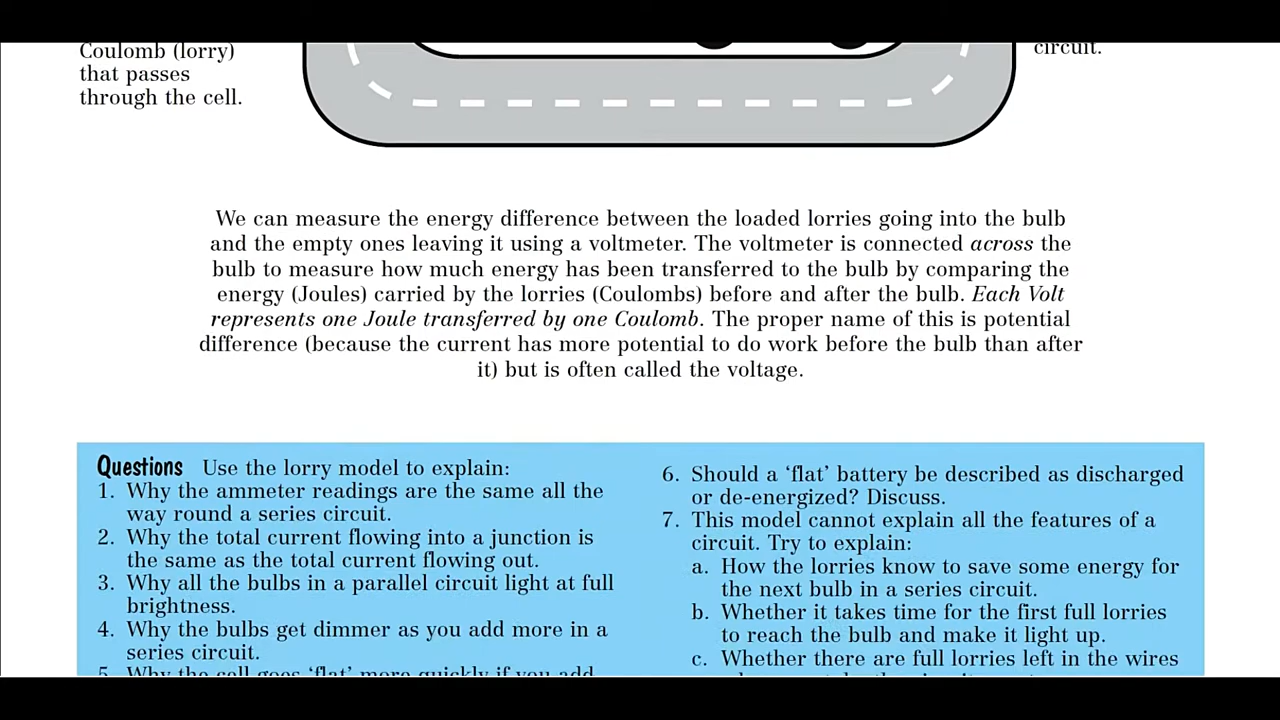 Coulomb (lorry)
that passes
through the cell.
circuit.
We can measure the energy difference between the loaded lorries going into the bulb
and the empty ones leaving it using a voltmeter. The voltmeter is connected across the
bulb to measure how much energy has been transferred to the bulb by comparing the
energy (Joules) carried by the lorries (Coulombs) before and after the bulb. Each Volt
represents one Joule transferred by one Coulomb. The proper name of this is potential
difference (because the current has more potential to do work before the bulb than after
it) but is often called the voltage.
Questions Use the lorry model to explain:
1. Why the ammeter readings are the same all the
way round a series circuit.
2. Why the total current flowing into a junction is
the same as the total current flowing out.
3. Why all the bulbs in a parallel circuit light at full
brightness.
4. Why the bulbs get dimmer as you add more in a
series circuit.
5. Why the cell goes ‘flat’ more quickly if you add
6. Should a ‘flat’ battery be described as discharged
or de-energized? Discuss.
7. This model cannot explain all the features of a
circuit. Try to explain:
a. How the lorries know to save some energy for
the next bulb in a series circuit.
b. Whether it takes time for the first full lorries
to reach the bulb and make it light up.
c. Whether there are full lorries left in the wires